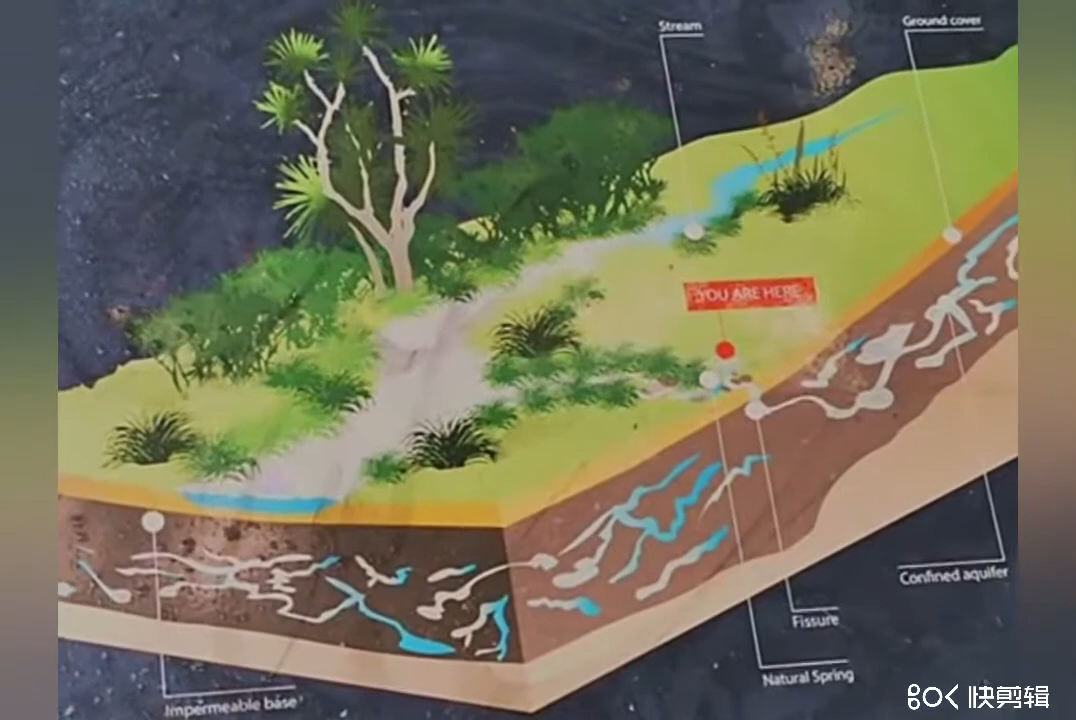 Stream
Ground cover
YOU ARE HERE
Confined aquifer
Fissure
Natural Spring
Impermeable base
快剪辑